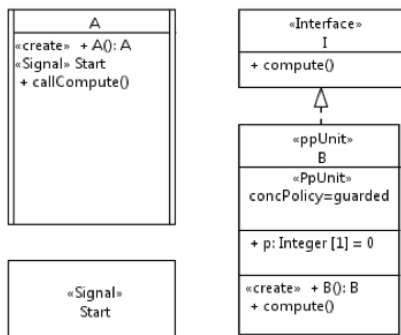 A
«create» + A(): A
«Signal» Start
+ callCompute()
«Signal»
Start
«Interface»
I
+ compute()
«ppUnit»
B
«PpUnit»
concPolicy=guarded
+ p: Integer [1] = 0
«create» + B(): B
+ compute()